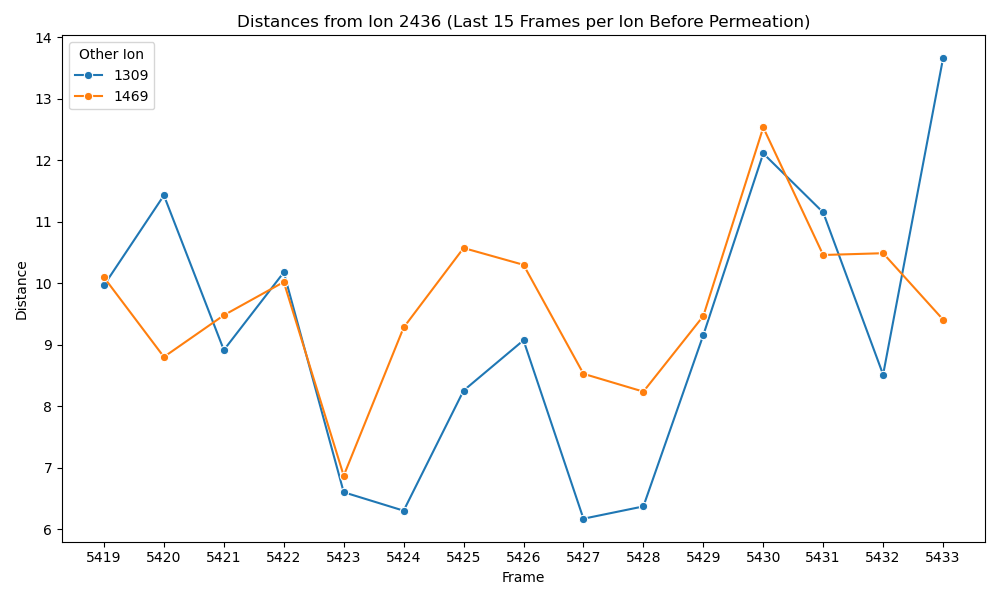 Distances from Ion 2436 (Last 15 Frames per Ion Before Permeation)
Other Ion
1309
1469
Distance
14
13
12
11
10
9
8
7
6
5419 5420 5421 5422 5423 5424 5425 5426 5427 5428 5429 5430 5431 5432 5433
Frame